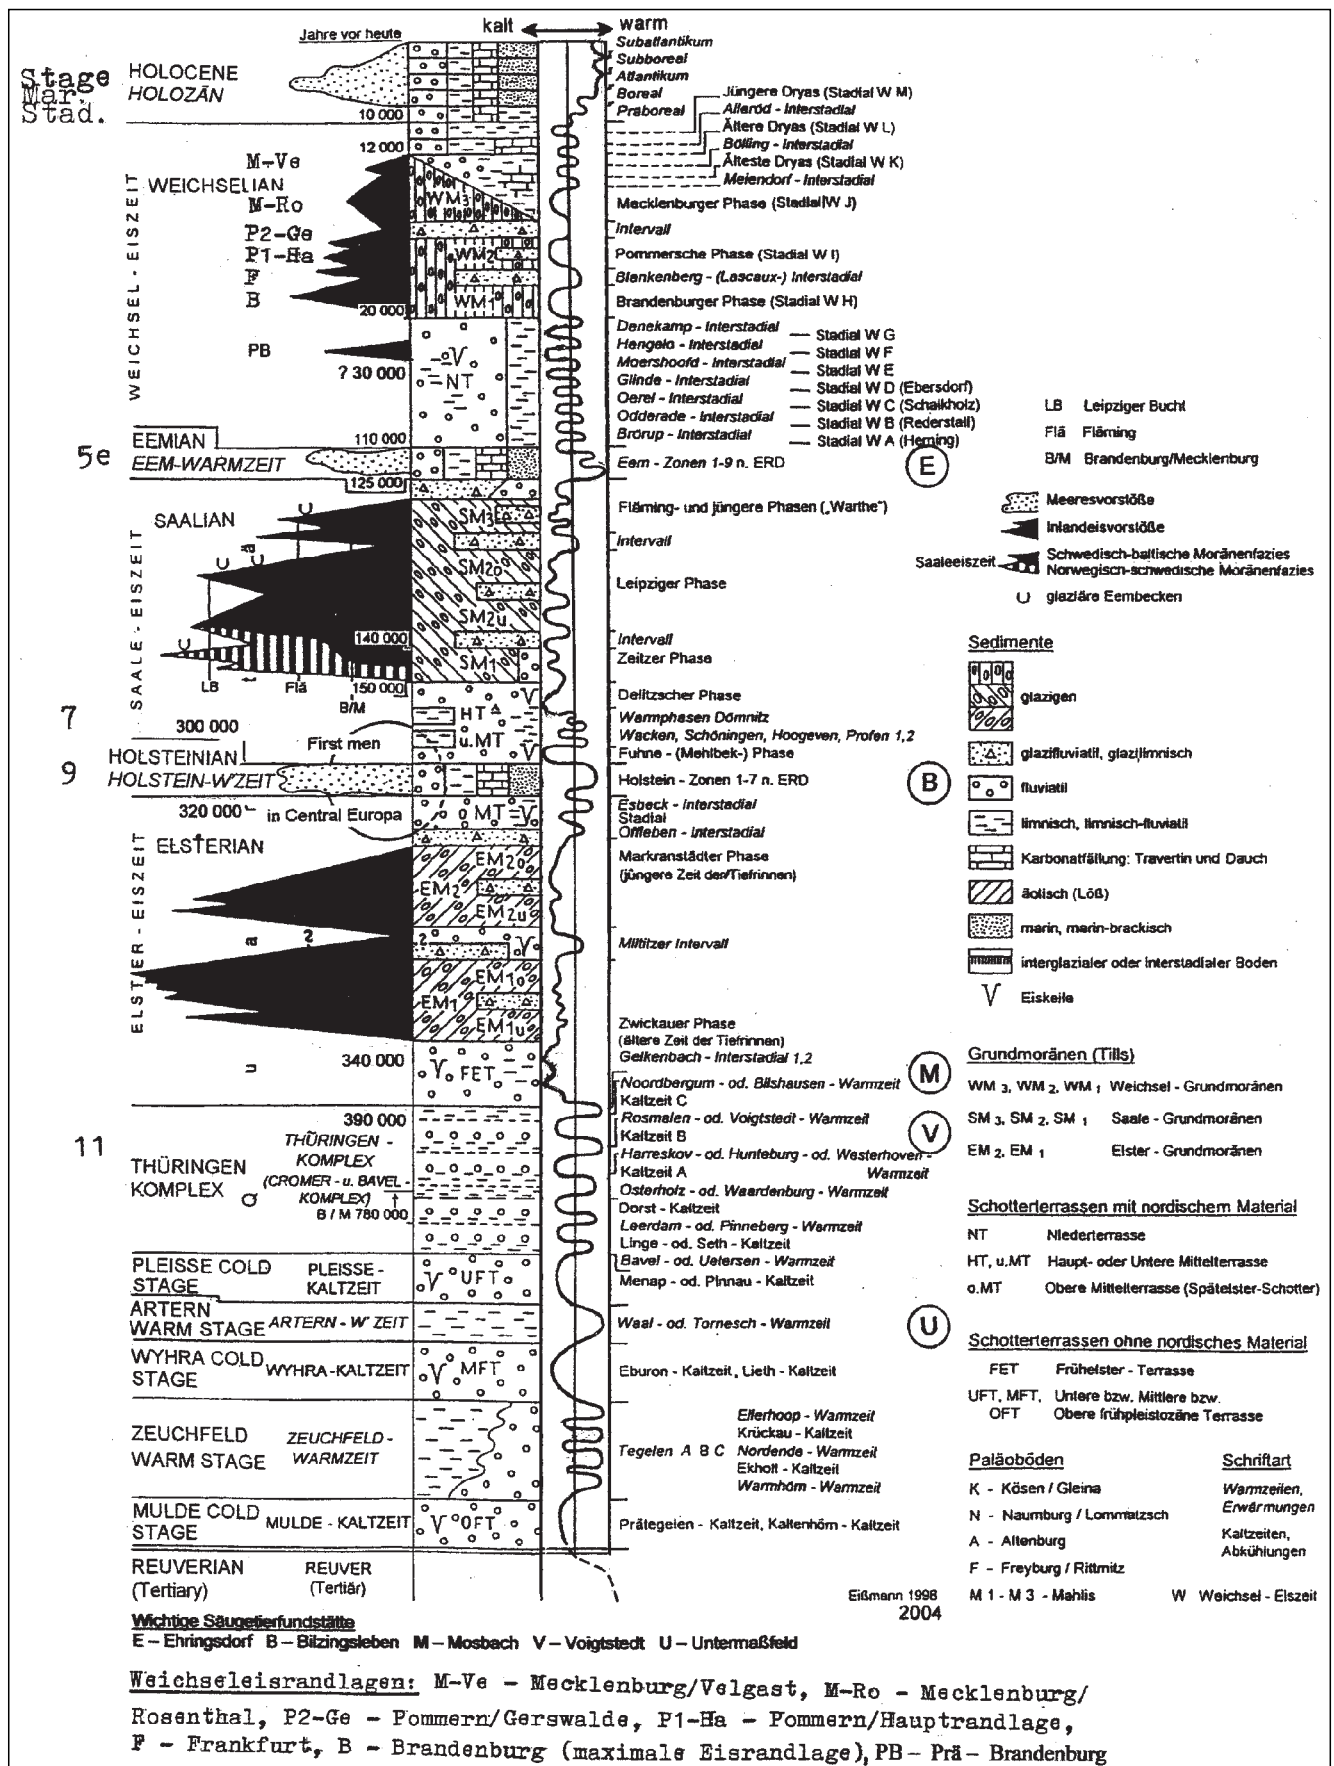 kalt warm
Jahre vor heute
Stage
Mar.
Stad.
HOLOCENE
HOLOZÄN
10 000
12 000
Subatlantikum
Subboreal
Atlantikum
Boreal
Präboreal
Jüngere Dryas (Stadial W M)
Alleröd - Interstadial
Ältere Dryas (Stadial W L)
Bölling - Interstadial
Älteste Dryas (Stadial W K)
Meiendorf - Interstadial
WEICHSEL - EISZEIT
M-Ve
WEICHSELIAN
M-Ro
P2-Ge
P1-Ha
F
B
20 000
PB
? 30 000
110 000
WM3
WM2
WM1
V
NT
Mecklenburger Phase (Stadial W J)
Intervall
Pommersche Phase (Stadial W I)
Blankenberg - (Lascaux-) Interstadial
Brandenburger Phase (Stadial W H)
Denekamp - Interstadial
Hengelo - Interstadial
Moershoofd - Interstadial
Glinde - Interstadial
Oerel - Interstadial
Odderade - Interstadial
Brörup - Interstadial
Stadial W G
Stadial W F
Stadial W E
Stadial W D (Ebersdorf)
Stadial W C (Schalkholz)
Stadial W B (Rederstall)
Stadial W A (Herning)
LB Leipziger Bucht
Flä Fläming
B/M Brandenburg/Mecklenburg
5e
EEMIAN
EEM-WARMZEIT
125 000
Eem - Zonen 1-9 n. ERD
E
SAALE - EISZEIT
SAALIAN
140 000
150 000
LB
Flä
B/M
SM3
SM2o
SM2u
SM1
V
HT
u.MT
V
Fläming- und jüngere Phasen („Warthe“)
Intervall
Leipziger Phase
Intervall
Zeitzer Phase
Delitzscher Phase
Warmphasen Dömnitz
Wacken, Schöningen, Hoogeven, Profen 1,2
Fuhne - (Mehlbek-) Phase
Meeresvorstöße
Inlandeisvorstöße
Saaleeiszeit
Schwedisch-baltische Moränenfazies
Norwegisch-schwedische Moränenfazies
glaziäre Eembecken
7
300 000
HOLSTEINIAN
First men
in Central Europa
9
HOLSTEIN-W'ZEIT
320 000
Holstein - Zonen 1-7 n. ERD
B
Sedimente
glazigen
glazifluviatil, glazilimnisch
fluviatil
limnisch, limnisch-fluviatil
Karbonatfällung: Travertin und Dauch
äolisch (Löß)
marin, marin-brackisch
interglazialer oder interstadialer Boden
V Eiskeile
ELSTER - EISZEIT
ELSTERIAN
340 000
MT
EM2o
EM2
EM2u
2
V
EM1o
EM1
EM1u
V
FET
Esbeck - Interstadial
Stadial
Offleben - Interstadial
Markranstädter Phase
(jüngere Zeit der Tiefrinnen)
Miltitzer Intervall
Zwickauer Phase
(ältere Zeit der Tiefrinnen)
Gelkenbach - Interstadial 1,2
Noordbergum - od. Bilshausen - Warmzeit
Kaltzeit C
M
Rosmalen - od. Voigtstedt - Warmzeit
Kaltzeit B
V
Harreskov - od. Hunteburg - od. Westerhoven -
Kaltzeit A Warmzeit
Osterholz - od. Waardenburg - Warmzeit
Dorst - Kaltzeit
Leerdam - od. Pinneberg - Warmzeit
Linge - od. Seth - Kaltzeit
Bavel - od. Uetersen - Warmzeit
Menap - od. Pinnau - Kaltzeit
Grundmoränen (Tills)
WM 3, WM 2, WM 1 Weichsel - Grundmoränen
SM 3, SM 2, SM 1 Saale - Grundmoränen
EM 2, EM 1 Elster - Grundmoränen
11
390 000
THÜRINGEN
KOMPLEX
THÜRINGEN -
KOMPLEX
(CROMER - u. BAVEL -
KOMPLEX)
B / M 780 000
Schotterterrassen mit nordischem Material
NT Niederterrasse
HT, u.MT Haupt- oder Untere Mittelterrasse
o.MT Obere Mittelterrasse (Spätelster-Schotter)
PLEISSE COLD
STAGE
PLEISSE -
KALTZEIT
V UFT
ARTERN
WARM STAGE
ARTERN - W'ZEIT
Waal - od. Tornesch - Warmzeit
U
WYHRA COLD
STAGE
WYHRA-KALTZEIT
V MFT
Eburon - Kaltzeit, Lieth - Kaltzeit
Schotterterrassen ohne nordisches Material
FET Frühelster - Terrasse
UFT, MFT, Untere bzw. Mittlere bzw.
OFT Obere frühpleistozäne Terrasse
ZEUCHFELD
WARM STAGE
ZEUCHFELD -
WARMZEIT
Tegelen A B C
Ellerhoop - Warmzeit
Krückau - Kaltzeit
Nordende - Warmzeit
Ekholt - Kaltzeit
Warmhörn - Warmzeit
Paläoböden
K - Kösen / Gleina
N - Naumburg / Lommatzsch
A - Altenburg
F - Freyburg / Rittmitz
M 1 - M 3 - Mahlis
Schriftart
Warmzeiten,
Erwärmungen
Kaltzeiten,
Abkühlungen
W Weichsel - Eiszeit
MULDE COLD
STAGE
MULDE - KALTZEIT
V OFT
Prätegelen - Kaltzeit, Kaltenhörn - Kaltzeit
REUVERIAN
(Tertiary)
REUVER
(Tertiär)
Eißmann 1998
2004
Wichtige Säugetierfundstätte
E – Ehringsdorf B – Bilzingsleben M – Mosbach V – Voigtstedt U – Untermaßfeld
Weichseleisrandlagen: M-Ve – Mecklenburg/Velgast, M-Ro – Mecklenburg/
Rosenthal, P2-Ge – Pommern/Gerswalde, P1-Ha – Pommern/Hauptrandlage,
F – Frankfurt, B – Brandenburg (maximale Eisrandlage), PB – Prä – Brandenburg